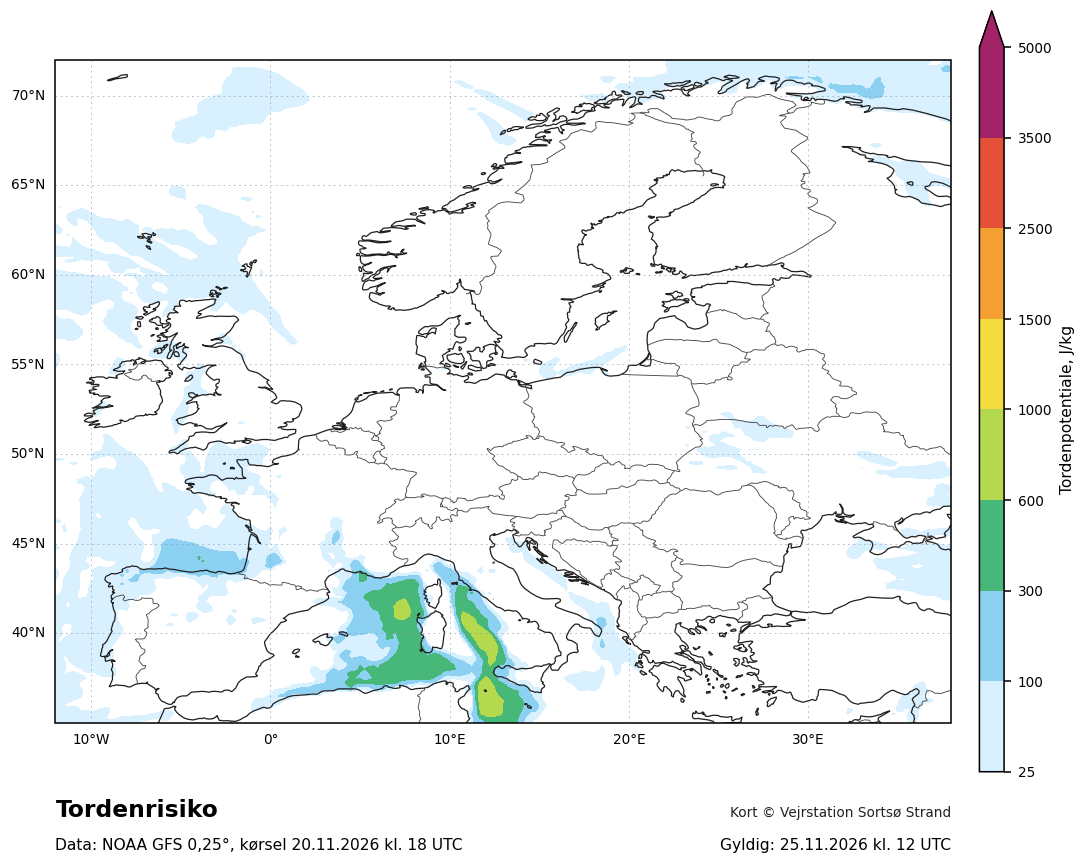 70°N
65°N
60°N
55°N
50°N
45°N
40°N
10°W
0°
10°E
20°E
30°E
5000
3500
2500
1500
1000
600
300
100
25
Tordenpotentiale, J/kg
Tordenrisiko
Kort © Vejrstation Sortsø Strand
Data: NOAA GFS 0,25°, kørsel 20.11.2026 kl. 18 UTC
Gyldig: 25.11.2026 kl. 12 UTC